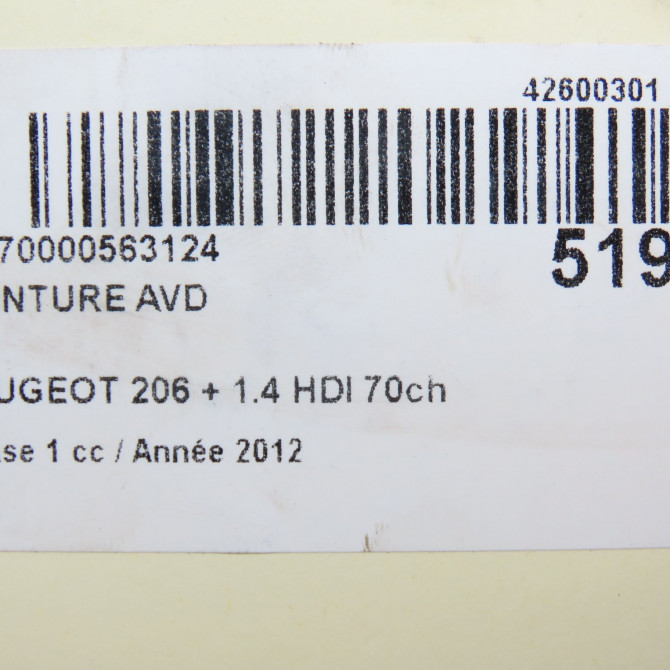 42600301
70000563124
519
NTURE AVD
UGEOT 206 + 1.4 HDI 70ch
se 1 cc / Année 2012